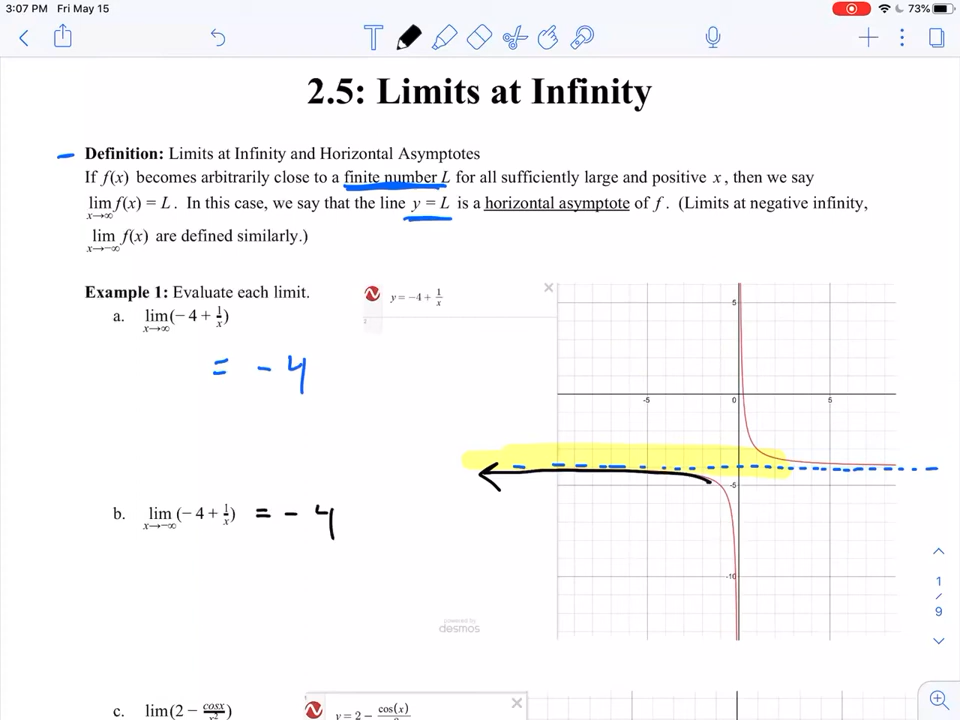 3:07 PM Fri May 15
73%
2.5: Limits at Infinity
Definition: Limits at Infinity and Horizontal Asymptotes
If f(x) becomes arbitrarily close to a finite number L for all sufficiently large and positive x, then we say
lim x→∞ f(x) = L. In this case, we say that the line y = L is a horizontal asymptote of f. (Limits at negative infinity,
lim x→−∞ f(x) are defined similarly.)
Example 1: Evaluate each limit.
y = −4 + 1/x
a. lim x→∞ (−4 + 1/x)
= −4
b. lim x→−∞ (−4 + 1/x) = −4
5
-5
0
5
-5
-10
powered by
desmos
1
/
9
c. lim(2 − cosx/x²)
y = 2 − cos(x)